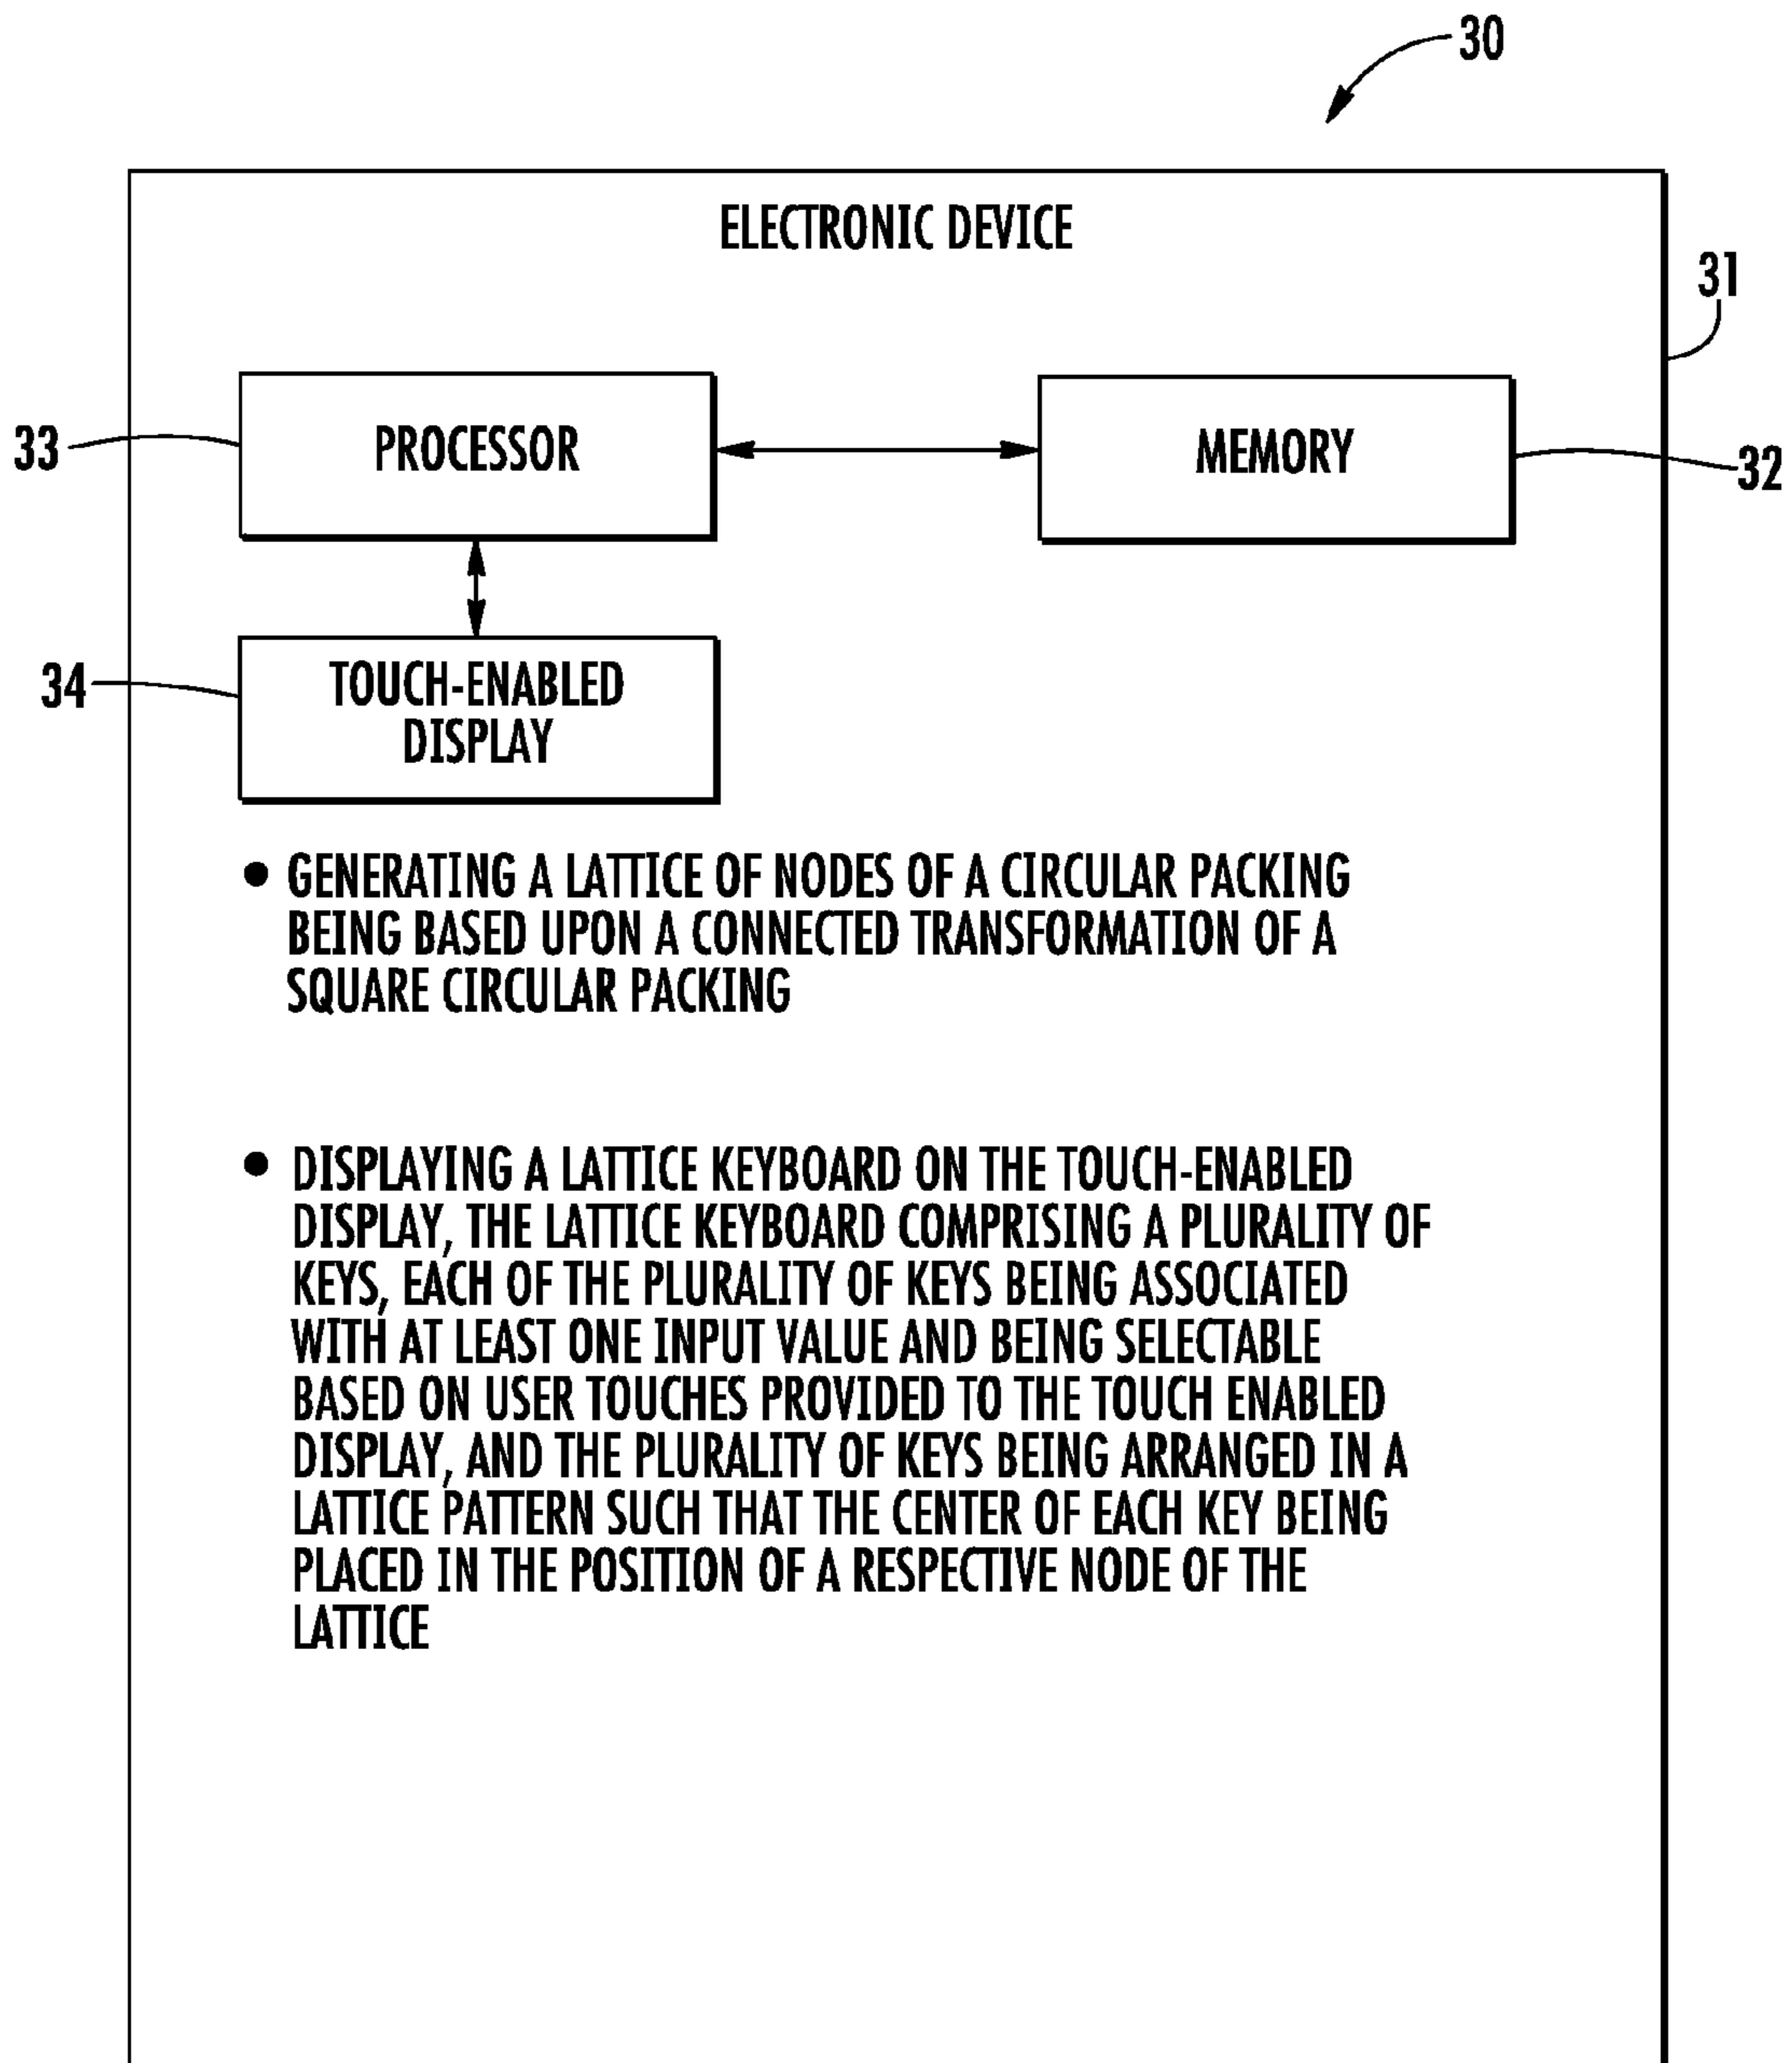 30
ELECTRONIC DEVICE
31
33
PROCESSOR
MEMORY
32
34
TOUCH-ENABLED
DISPLAY
• GENERATING A LATTICE OF NODES OF A CIRCULAR PACKING
BEING BASED UPON A CONNECTED TRANSFORMATION OF A
SQUARE CIRCULAR PACKING
• DISPLAYING A LATTICE KEYBOARD ON THE TOUCH-ENABLED
DISPLAY, THE LATTICE KEYBOARD COMPRISING A PLURALITY OF
KEYS, EACH OF THE PLURALITY OF KEYS BEING ASSOCIATED
WITH AT LEAST ONE INPUT VALUE AND BEING SELECTABLE
BASED ON USER TOUCHES PROVIDED TO THE TOUCH ENABLED
DISPLAY, AND THE PLURALITY OF KEYS BEING ARRANGED IN A
LATTICE PATTERN SUCH THAT THE CENTER OF EACH KEY BEING
PLACED IN THE POSITION OF A RESPECTIVE NODE OF THE
LATTICE